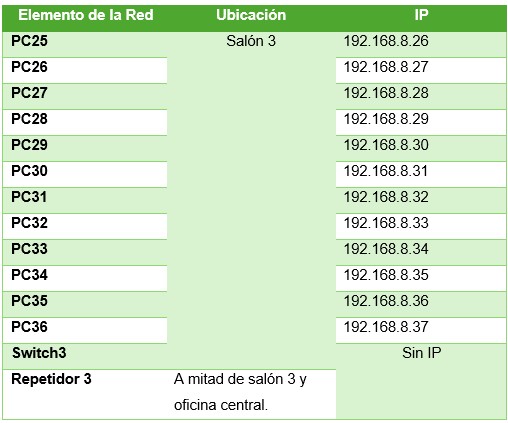 Elemento de la Red Ubicación IP
PC25 Salón 3 192.168.8.26
PC26 192.168.8.27
PC27 192.168.8.28
PC28 192.168.8.29
PC29 192.168.8.30
PC30 192.168.8.31
PC31 192.168.8.32
PC32 192.168.8.33
PC33 192.168.8.34
PC34 192.168.8.35
PC35 192.168.8.36
PC36 192.168.8.37
Switch3 Sin IP
Repetidor 3 A mitad de salón 3 y
oficina central.